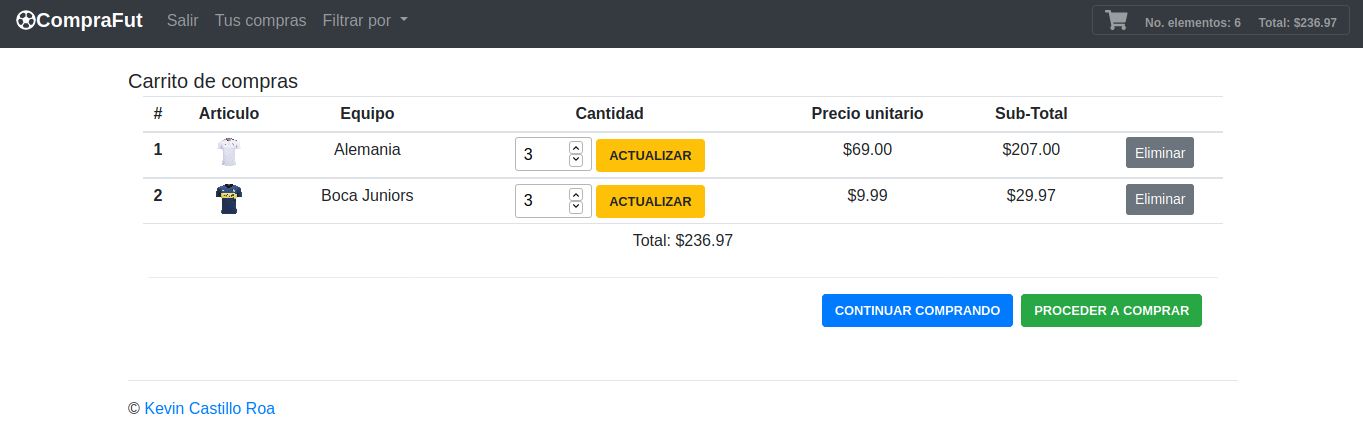 CompraFut Salir Tus compras Filtrar por No. elementos: 6 Total: $236.97
Carrito de compras
# Articulo Equipo Cantidad Precio unitario Sub-Total
1 Alemania 3 ACTUALIZAR $69.00 $207.00 Eliminar
2 Boca Juniors 3 ACTUALIZAR $9.99 $29.97 Eliminar
Total: $236.97
CONTINUAR COMPRANDO PROCEDER A COMPRAR
© Kevin Castillo Roa